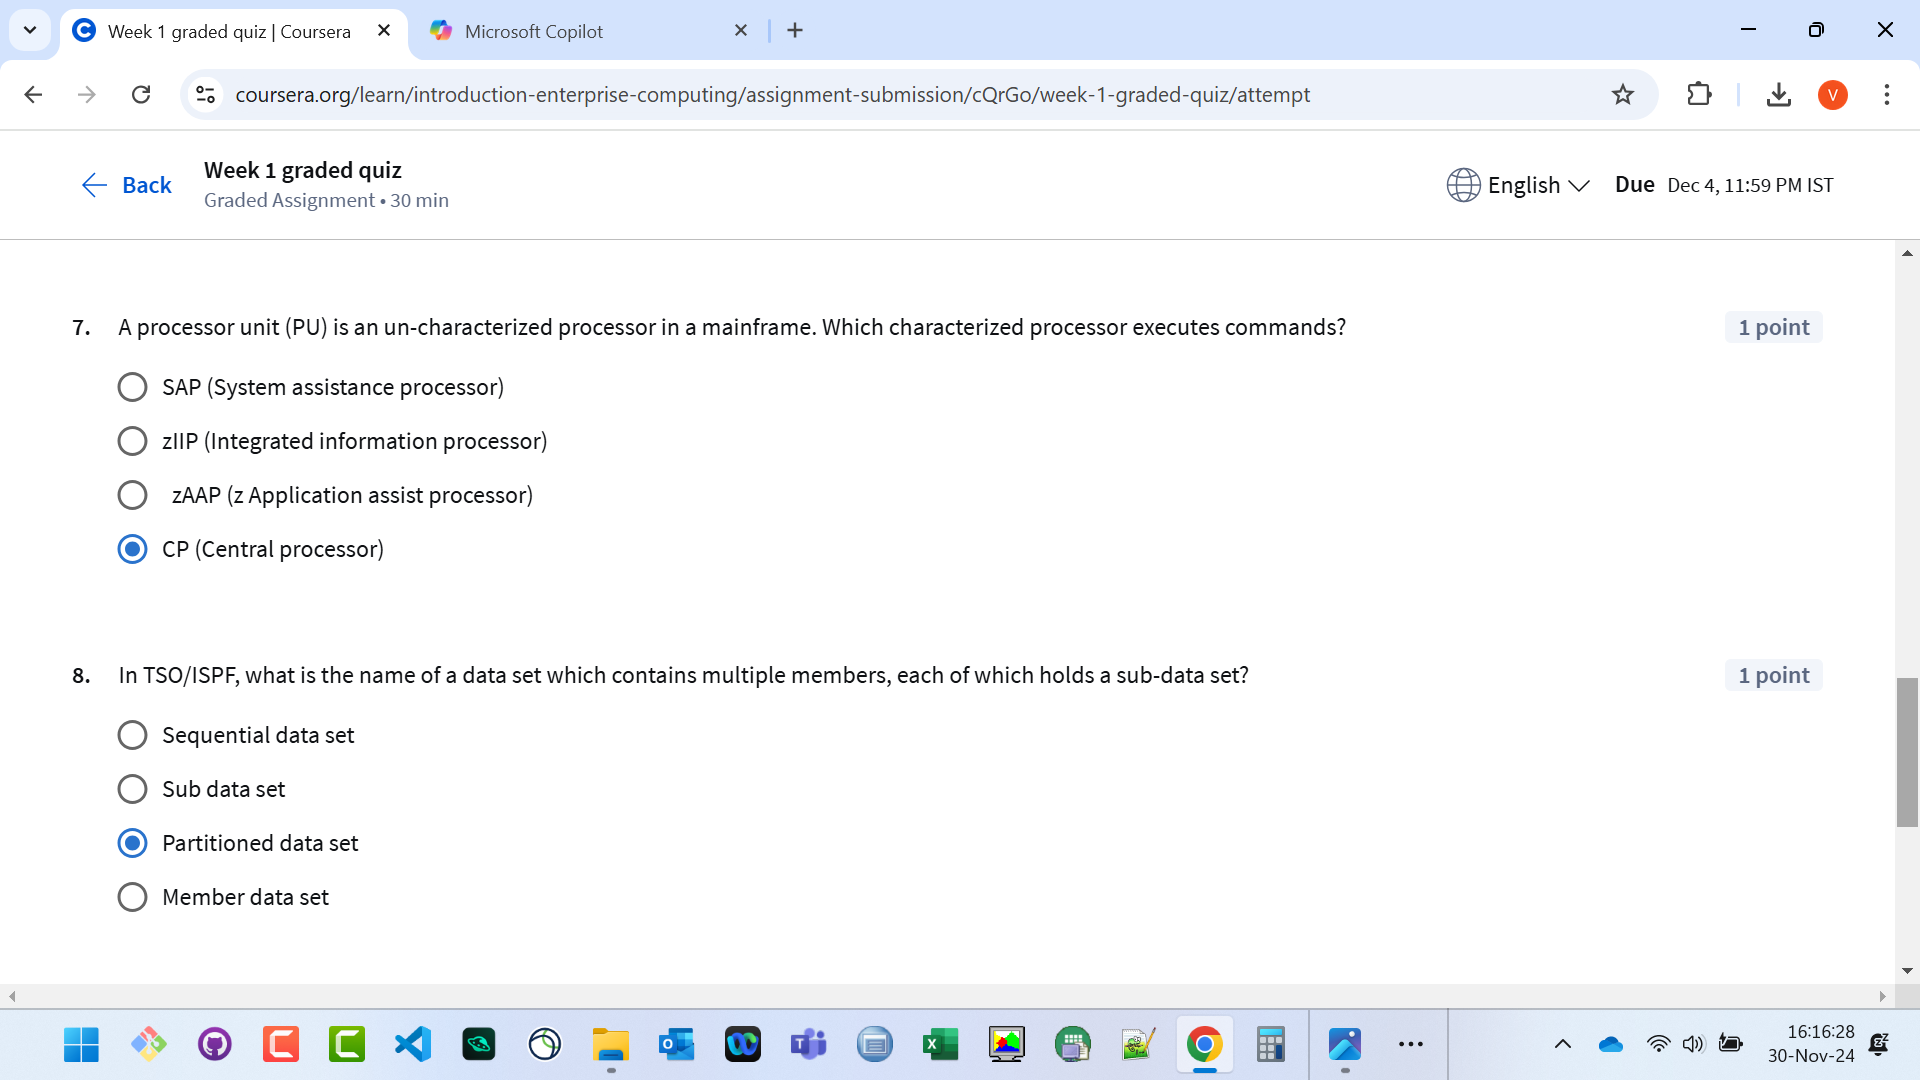 Week 1 graded quiz | Coursera
Microsoft Copilot
coursera.org/learn/introduction-enterprise-computing/assignment-submission/cQrGo/week-1-graded-quiz/attempt
V
Back
Week 1 graded quiz
Graded Assignment • 30 min
English
Due Dec 4, 11:59 PM IST
7. A processor unit (PU) is an un-characterized processor in a mainframe. Which characterized processor executes commands?
1 point
SAP (System assistance processor)
zIIP (Integrated information processor)
zAAP (z Application assist processor)
CP (Central processor)
8. In TSO/ISPF, what is the name of a data set which contains multiple members, each of which holds a sub-data set?
1 point
Sequential data set
Sub data set
Partitioned data set
Member data set
16:16:28
30-Nov-24